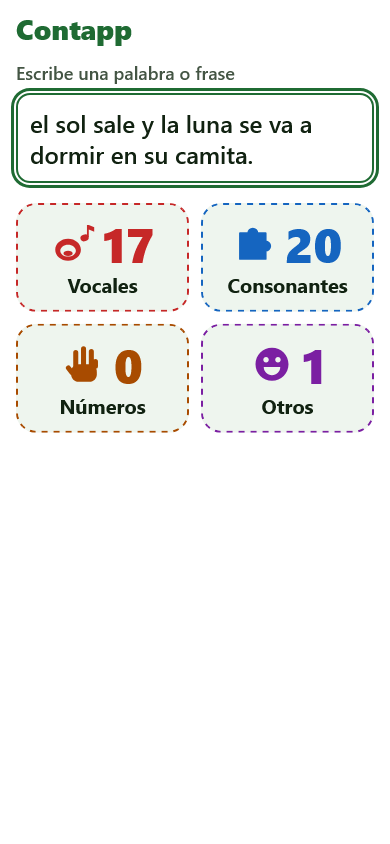 Contapp
Escribe una palabra o frase
el sol sale y la luna se va a
dormir en su camita.
17
Vocales
20
Consonantes
0
Números
1
Otros